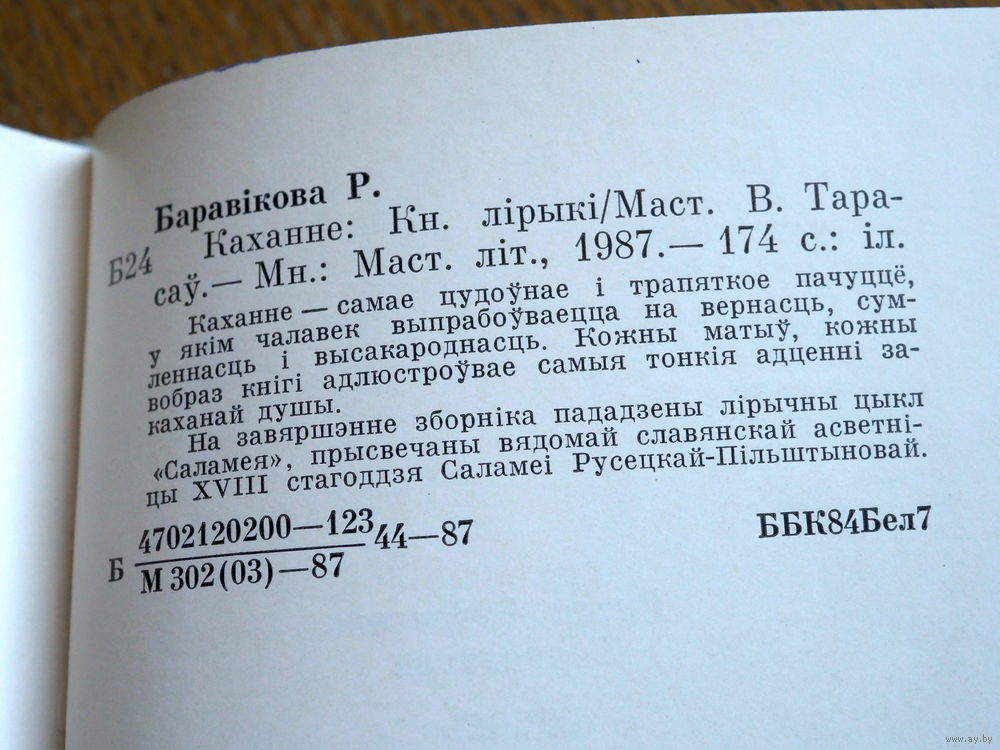 Баравікова Р.
Б24 Каханне: Кн. лірыкі/Маст. В. Тара-
саў.— Мн.: Маст. літ., 1987.— 174 с.: іл.
Каханне — самае цудоўнае і трапяткое пачуццё,
у якім чалавек выпрабоўваецца на вернасць, сум-
леннасць і высакароднасць. Кожны матыў, кожны
вобраз кнігі адлюстроўвае самыя тонкія адценні за-
каханай душы.
На завяршэнне зборніка пададзены лірычны цыкл
«Саламея», прысвечаны вядомай славянскай асветні-
цы XVIII стагоддзя Саламеі Русецкай-Пільштыновай.
Б 4702120200—123 44—87 ББК84Бел7
М 302(03)—87
www.ay.by